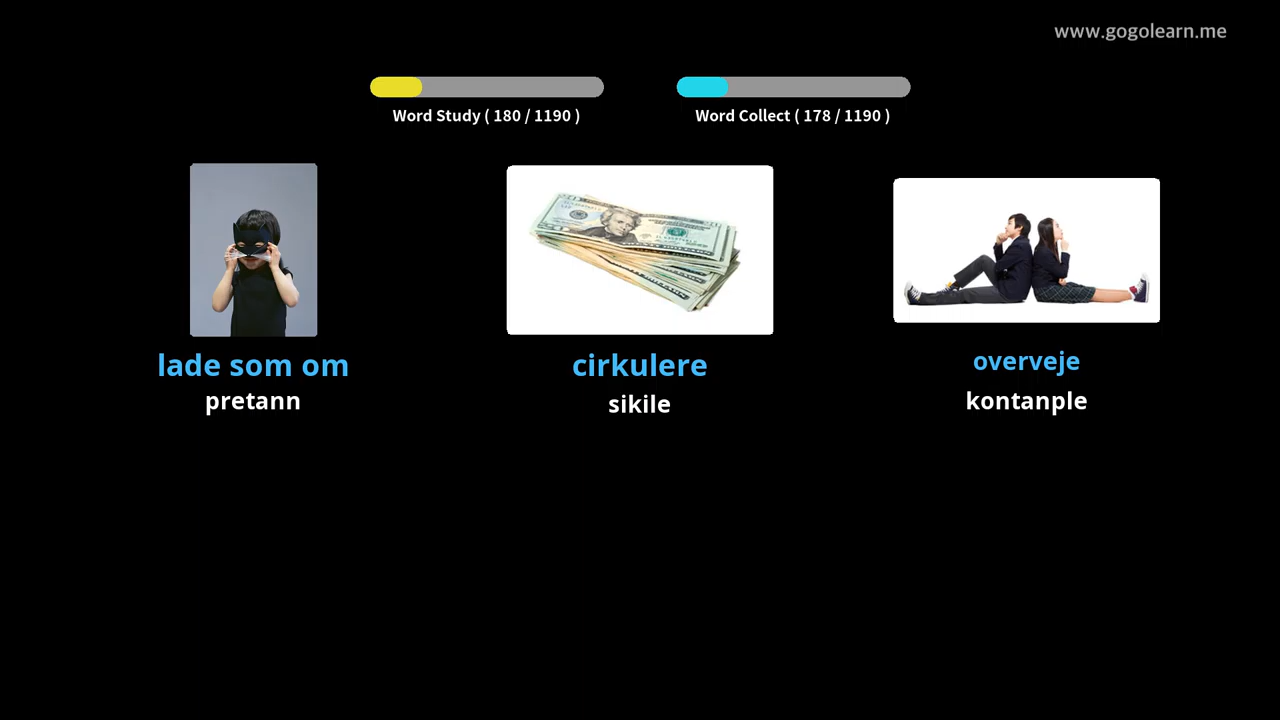 www.gogolearn.me
Word Study ( 180 / 1190 )
Word Collect ( 178 / 1190 )
lade som om
pretann
cirkulere
sikile
overveje
kontanple